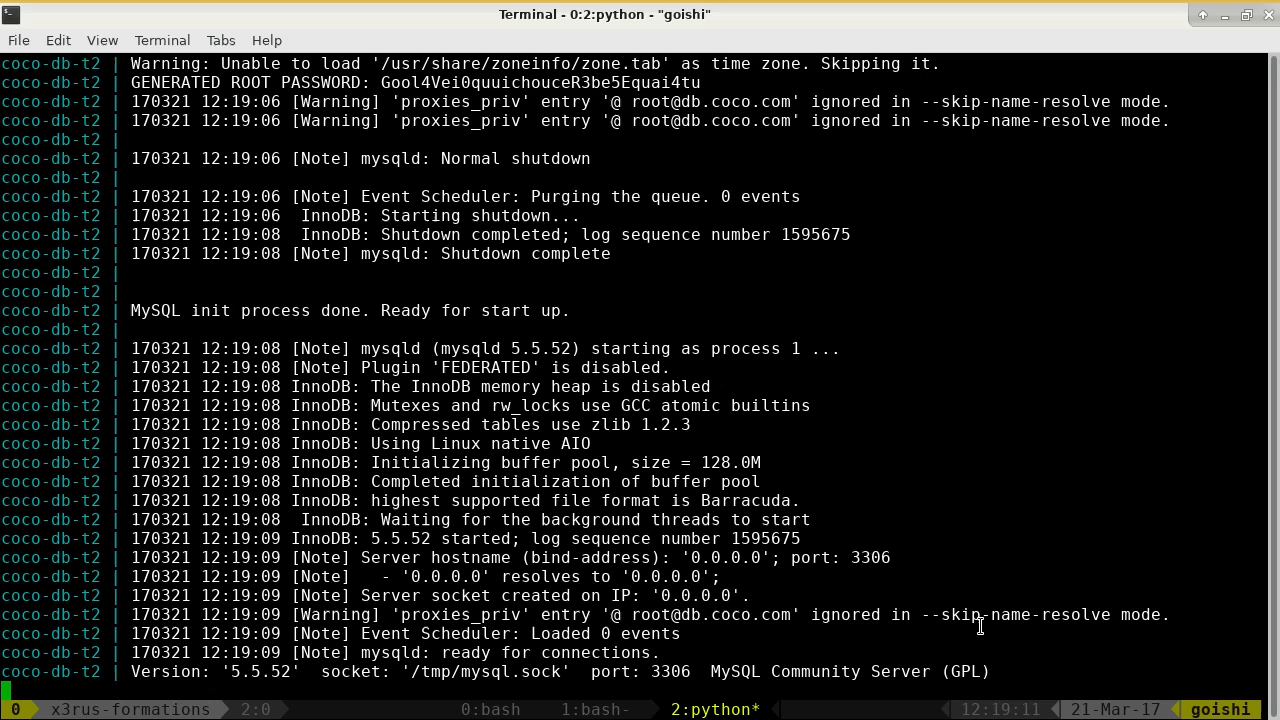 Terminal - 0:2:python - "goishi"
File Edit View Terminal Tabs Help
coco-db-t2 | Warning: Unable to load '/usr/share/zoneinfo/zone.tab' as time zone. Skipping it.
coco-db-t2 | GENERATED ROOT PASSWORD: Gool4Vei0quuichouceR3be5Equai4tu
coco-db-t2 | 170321 12:19:06 [Warning] 'proxies_priv' entry '@ root@db.coco.com' ignored in --skip-name-resolve mode.
coco-db-t2 | 170321 12:19:06 [Warning] 'proxies_priv' entry '@ root@db.coco.com' ignored in --skip-name-resolve mode.
coco-db-t2 |
coco-db-t2 | 170321 12:19:06 [Note] mysqld: Normal shutdown
coco-db-t2 |
coco-db-t2 | 170321 12:19:06 [Note] Event Scheduler: Purging the queue. 0 events
coco-db-t2 | 170321 12:19:06  InnoDB: Starting shutdown...
coco-db-t2 | 170321 12:19:08  InnoDB: Shutdown completed; log sequence number 1595675
coco-db-t2 | 170321 12:19:08 [Note] mysqld: Shutdown complete
coco-db-t2 |
coco-db-t2 |
coco-db-t2 | MySQL init process done. Ready for start up.
coco-db-t2 |
coco-db-t2 | 170321 12:19:08 [Note] mysqld (mysqld 5.5.52) starting as process 1 ...
coco-db-t2 | 170321 12:19:08 [Note] Plugin 'FEDERATED' is disabled.
coco-db-t2 | 170321 12:19:08 InnoDB: The InnoDB memory heap is disabled
coco-db-t2 | 170321 12:19:08 InnoDB: Mutexes and rw_locks use GCC atomic builtins
coco-db-t2 | 170321 12:19:08 InnoDB: Compressed tables use zlib 1.2.3
coco-db-t2 | 170321 12:19:08 InnoDB: Using Linux native AIO
coco-db-t2 | 170321 12:19:08 InnoDB: Initializing buffer pool, size = 128.0M
coco-db-t2 | 170321 12:19:08 InnoDB: Completed initialization of buffer pool
coco-db-t2 | 170321 12:19:08 InnoDB: highest supported file format is Barracuda.
coco-db-t2 | 170321 12:19:08  InnoDB: Waiting for the background threads to start
coco-db-t2 | 170321 12:19:09 InnoDB: 5.5.52 started; log sequence number 1595675
coco-db-t2 | 170321 12:19:09 [Note] Server hostname (bind-address): '0.0.0.0'; port: 3306
coco-db-t2 | 170321 12:19:09 [Note]   - '0.0.0.0' resolves to '0.0.0.0';
coco-db-t2 | 170321 12:19:09 [Note] Server socket created on IP: '0.0.0.0'.
coco-db-t2 | 170321 12:19:09 [Warning] 'proxies_priv' entry '@ root@db.coco.com' ignored in --skip-name-resolve mode.
coco-db-t2 | 170321 12:19:09 [Note] Event Scheduler: Loaded 0 events
coco-db-t2 | 170321 12:19:09 [Note] mysqld: ready for connections.
coco-db-t2 | Version: '5.5.52'  socket: '/tmp/mysql.sock'  port: 3306  MySQL Community Server (GPL)
0 x3rus-formations 2:0 0:bash 1:bash- 2:python* 12:19:11 21-Mar-17 goishi